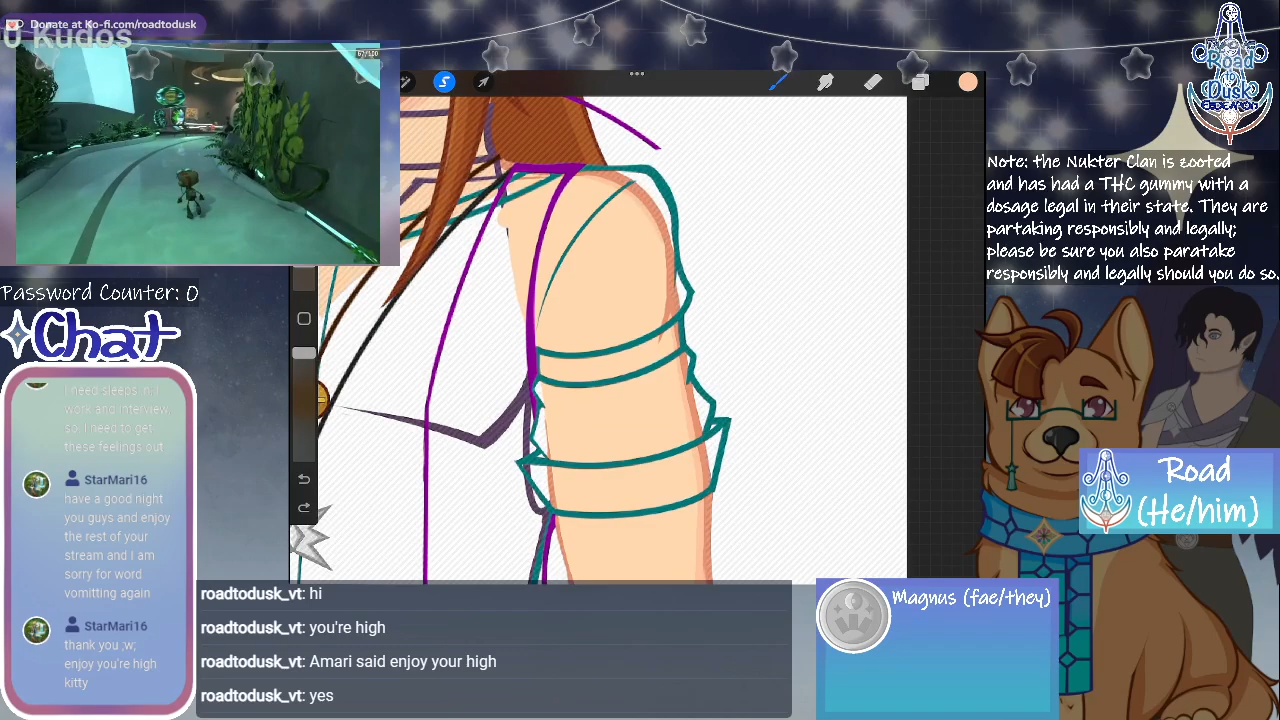 Donate at Ko-fi.com/roadtodusk
0 Kudos
Road
to
Dusk
Note: the Nukter Clan is zooted
and has had a THC gummy with a
dosage legal in their state. They are
partaking responsibly and legally;
please be sure you also paratake
responsibly and legally should you do so.
Password Counter: 0
Chat
I need sleeps n I
work and interview
so I need to get
these feelings out
StarMari16
have a good night
you guys and enjoy
the rest of your
stream and I am
sorry for word
vomitting again
StarMari16
thank you ;w;
enjoy you're high
kitty
roadtodusk_vt: hi
roadtodusk_vt: you're high
roadtodusk_vt: Amari said enjoy your high
roadtodusk_vt: yes
Road
(He/him)
Magnus (fae/they)